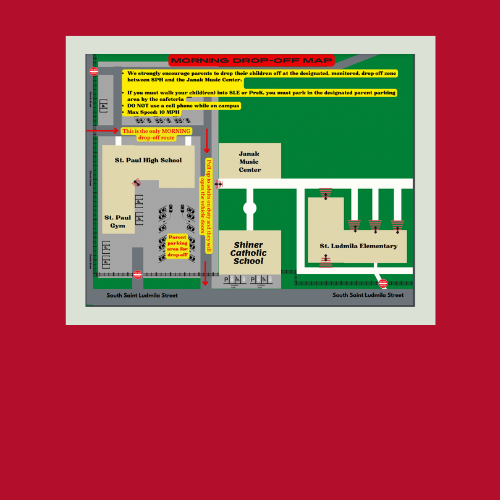 MORNING DROP-OFF MAP
• We strongly encourage parents to drop their children off at the designated, monitored, drop off zone
between SPH and the Janak Music Center.
• If you must walk your child(ren) into SLE or PreK, you must park in the designated parent parking
area by the cafeteria
• DO NOT use a cell phone while on campus
• Max Speed: 10 MPH
This is the only MORNING
drop-off route
St. Paul High School
Janak
Music
Center
St. Paul
Gym
Parent
parking
area for
drop off
Shiner
Catholic
School
St. Ludmila Elementary
South Saint Ludmila Street
South Saint Ludmila Street